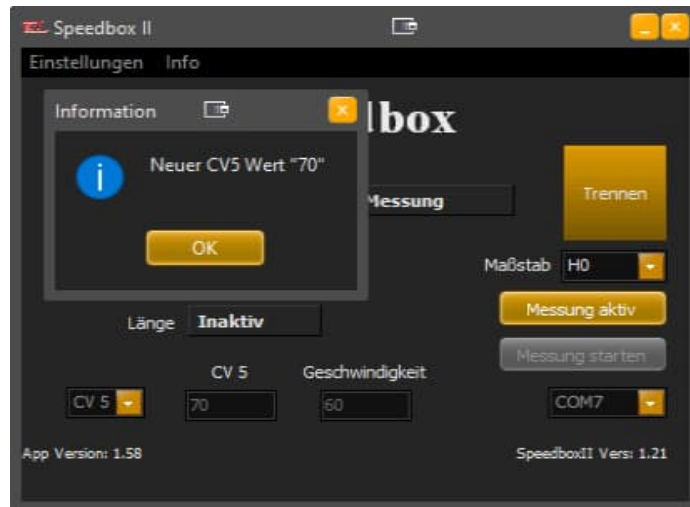 Speedbox II
Einstellungen Info
Information
box
Neuer CV5 Wert "70"
Messung
Trennen
OK
Maßstab H0
Länge Inaktiv
Messung aktiv
Messung starten
CV 5 Geschwindigkeit
CV 5 70 60 COM7
App Version: 1.58 SpeedboxII Vers: 1.21